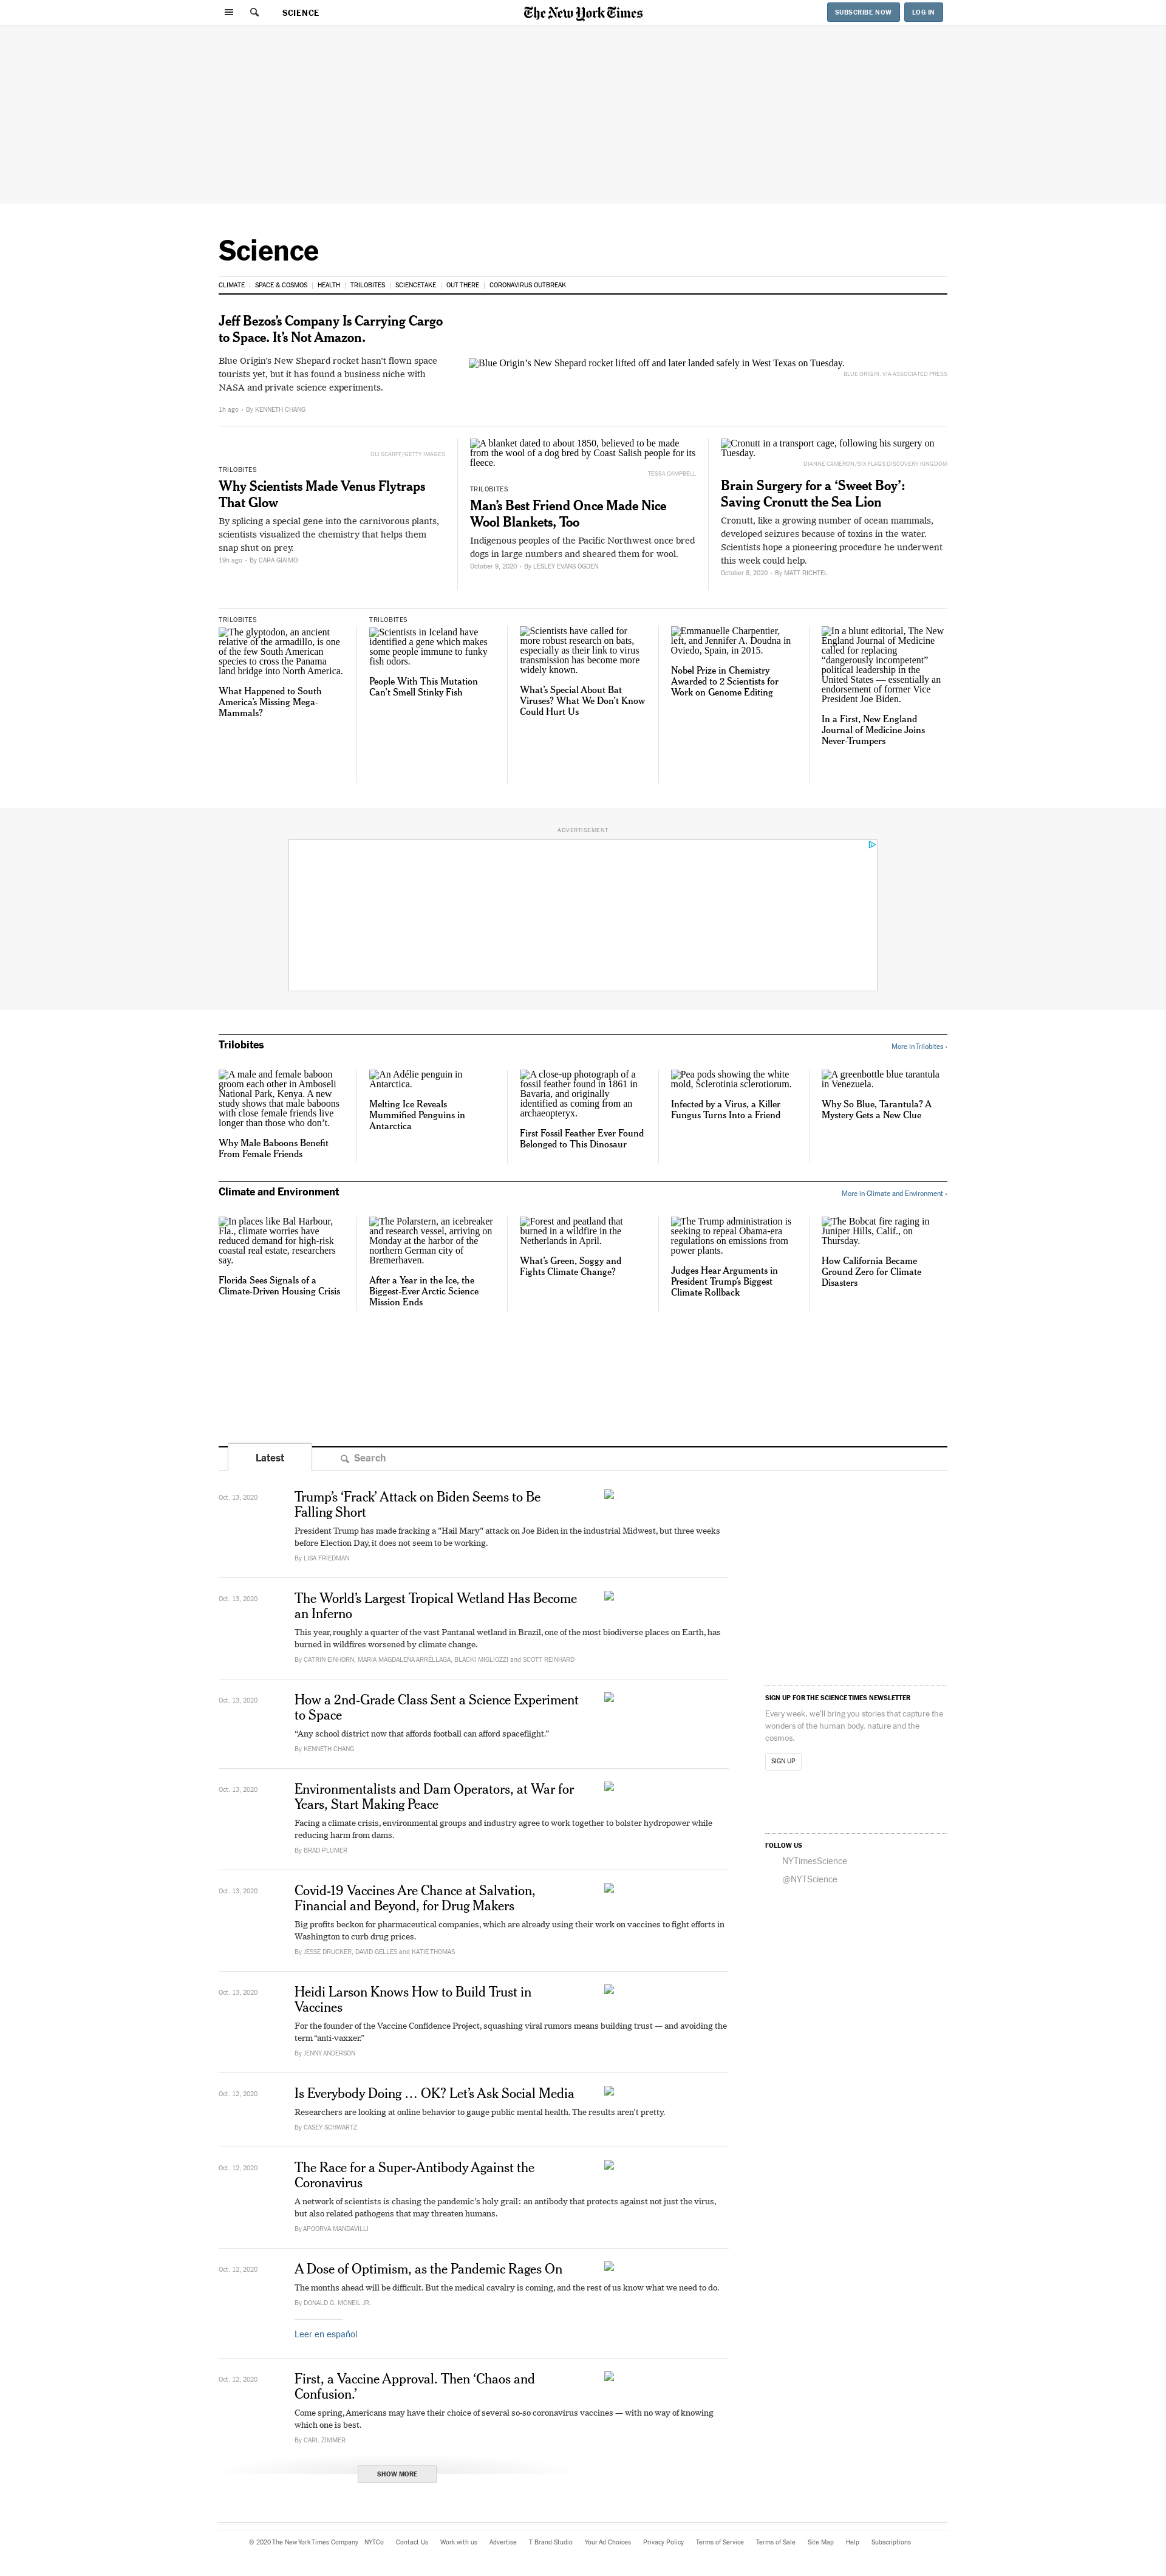 SCIENCE
The New York Times
SUBSCRIBE NOW
LOG IN
Science
CLIMATE
SPACE & COSMOS
HEALTH
TRILOBITES
SCIENCETAKE
OUT THERE
CORONAVIRUS OUTBREAK
Jeff Bezos’s Company Is Carrying Cargo
to Space. It’s Not Amazon.
Blue Origin’s New Shepard rocket hasn’t flown space
tourists yet, but it has found a business niche with
NASA and private science experiments.
1h ago • By KENNETH CHANG
Blue Origin’s New Shepard rocket lifted off and later landed safely in West Texas on Tuesday.
BLUE ORIGIN, VIA ASSOCIATED PRESS
OLI SCARFF/GETTY IMAGES
TRILOBITES
Why Scientists Made Venus Flytraps
That Glow
By splicing a special gene into the carnivorous plants,
scientists visualized the chemistry that helps them
snap shut on prey.
19h ago • By CARA GIAIMO
A blanket dated to about 1850, believed to be made
from the wool of a dog bred by Coast Salish people for its
fleece.
TESSA CAMPBELL
TRILOBITES
Man’s Best Friend Once Made Nice
Wool Blankets, Too
Indigenous peoples of the Pacific Northwest once bred
dogs in large numbers and sheared them for wool.
October 9, 2020 • By LESLEY EVANS OGDEN
Cronutt in a transport cage, following his surgery on
Tuesday.
DIANNE CAMERON/SIX FLAGS DISCOVERY KINGDOM
Brain Surgery for a ‘Sweet Boy’:
Saving Cronutt the Sea Lion
Cronutt, like a growing number of ocean mammals,
developed seizures because of toxins in the water.
Scientists hope a pioneering procedure he underwent
this week could help.
October 8, 2020 • By MATT RICHTEL
TRILOBITES
The glyptodon, an ancient
relative of the armadillo, is one
of the few South American
species to cross the Panama
land bridge into North America.
What Happened to South
America’s Missing Mega-
Mammals?
TRILOBITES
Scientists in Iceland have
identified a gene which makes
some people immune to funky
fish odors.
People With This Mutation
Can’t Smell Stinky Fish
Scientists have called for
more robust research on bats,
especially as their link to virus
transmission has become more
widely known.
What’s Special About Bat
Viruses? What We Don’t Know
Could Hurt Us
Emmanuelle Charpentier,
left, and Jennifer A. Doudna in
Oviedo, Spain, in 2015.
Nobel Prize in Chemistry
Awarded to 2 Scientists for
Work on Genome Editing
In a blunt editorial, The New
England Journal of Medicine
called for replacing
“dangerously incompetent”
political leadership in the
United States — essentially an
endorsement of former Vice
President Joe Biden.
In a First, New England
Journal of Medicine Joins
Never-Trumpers
ADVERTISEMENT
Trilobites
More in Trilobites ›
A male and female baboon
groom each other in Amboseli
National Park, Kenya. A new
study shows that male baboons
with close female friends live
longer than those who don’t.
Why Male Baboons Benefit
From Female Friends
An Adélie penguin in
Antarctica.
Melting Ice Reveals
Mummified Penguins in
Antarctica
A close-up photograph of a
fossil feather found in 1861 in
Bavaria, and originally
identified as coming from an
archaeopteryx.
First Fossil Feather Ever Found
Belonged to This Dinosaur
Pea pods showing the white
mold, Sclerotinia sclerotiorum.
Infected by a Virus, a Killer
Fungus Turns Into a Friend
A greenbottle blue tarantula
in Venezuela.
Why So Blue, Tarantula? A
Mystery Gets a New Clue
Climate and Environment
More in Climate and Environment ›
In places like Bal Harbour,
Fla., climate worries have
reduced demand for high-risk
coastal real estate, researchers
say.
Florida Sees Signals of a
Climate-Driven Housing Crisis
The Polarstern, an icebreaker
and research vessel, arriving on
Monday at the harbor of the
northern German city of
Bremerhaven.
After a Year in the Ice, the
Biggest-Ever Arctic Science
Mission Ends
Forest and peatland that
burned in a wildfire in the
Netherlands in April.
What’s Green, Soggy and
Fights Climate Change?
The Trump administration is
seeking to repeal Obama-era
regulations on emissions from
power plants.
Judges Hear Arguments in
President Trump’s Biggest
Climate Rollback
The Bobcat fire raging in
Juniper Hills, Calif., on
Thursday.
How California Became
Ground Zero for Climate
Disasters
Latest
Search
Oct. 13, 2020
Trump’s ‘Frack’ Attack on Biden Seems to Be
Falling Short
President Trump has made fracking a “Hail Mary” attack on Joe Biden in the industrial Midwest, but three weeks
before Election Day, it does not seem to be working.
By LISA FRIEDMAN
Oct. 13, 2020
The World’s Largest Tropical Wetland Has Become
an Inferno
This year, roughly a quarter of the vast Pantanal wetland in Brazil, one of the most biodiverse places on Earth, has
burned in wildfires worsened by climate change.
By CATRIN EINHORN, MARIA MAGDALENA ARRÉLLAGA, BLACKI MIGLIOZZI and SCOTT REINHARD
Oct. 13, 2020
How a 2nd-Grade Class Sent a Science Experiment
to Space
“Any school district now that affords football can afford spaceflight.”
By KENNETH CHANG
Oct. 13, 2020
Environmentalists and Dam Operators, at War for
Years, Start Making Peace
Facing a climate crisis, environmental groups and industry agree to work together to bolster hydropower while
reducing harm from dams.
By BRAD PLUMER
Oct. 13, 2020
Covid-19 Vaccines Are Chance at Salvation,
Financial and Beyond, for Drug Makers
Big profits beckon for pharmaceutical companies, which are already using their work on vaccines to fight efforts in
Washington to curb drug prices.
By JESSE DRUCKER, DAVID GELLES and KATIE THOMAS
Oct. 13, 2020
Heidi Larson Knows How to Build Trust in
Vaccines
For the founder of the Vaccine Confidence Project, squashing viral rumors means building trust — and avoiding the
term “anti-vaxxer.”
By JENNY ANDERSON
Oct. 12, 2020
Is Everybody Doing … OK? Let’s Ask Social Media
Researchers are looking at online behavior to gauge public mental health. The results aren’t pretty.
By CASEY SCHWARTZ
Oct. 12, 2020
The Race for a Super-Antibody Against the
Coronavirus
A network of scientists is chasing the pandemic’s holy grail: an antibody that protects against not just the virus,
but also related pathogens that may threaten humans.
By APOORVA MANDAVILLI
Oct. 12, 2020
A Dose of Optimism, as the Pandemic Rages On
The months ahead will be difficult. But the medical cavalry is coming, and the rest of us know what we need to do.
By DONALD G. MCNEIL JR.
Leer en español
Oct. 12, 2020
First, a Vaccine Approval. Then ‘Chaos and
Confusion.’
Come spring, Americans may have their choice of several so-so coronavirus vaccines — with no way of knowing
which one is best.
By CARL ZIMMER
SHOW MORE
SIGN UP FOR THE SCIENCE TIMES NEWSLETTER
Every week, we’ll bring you stories that capture the
wonders of the human body, nature and the
cosmos.
SIGN UP
FOLLOW US
NYTimesScience
@NYTScience
© 2020 The New York Times Company
NYTCo
Contact Us
Work with us
Advertise
T Brand Studio
Your Ad Choices
Privacy Policy
Terms of Service
Terms of Sale
Site Map
Help
Subscriptions